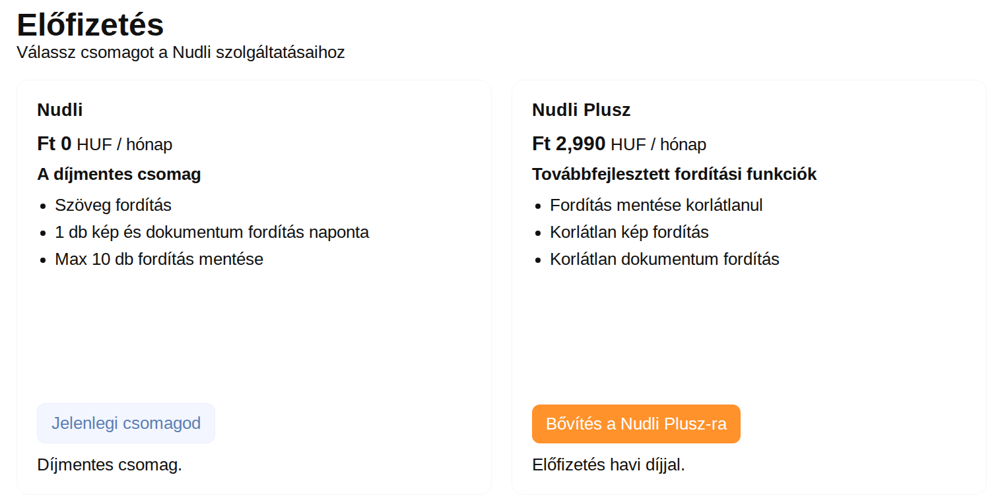 Előfizetés
Válassz csomagot a Nudli szolgáltatásaihoz
Nudli
Ft 0 HUF / hónap
A díjmentes csomag
Szöveg fordítás
1 db kép és dokumentum fordítás naponta
Max 10 db fordítás mentése
Jelenlegi csomagod
Díjmentes csomag.
Nudli Plusz
Ft 2,990 HUF / hónap
Továbbfejlesztett fordítási funkciók
Fordítás mentése korlátlanul
Korlátlan kép fordítás
Korlátlan dokumentum fordítás
Bővítés a Nudli Plusz-ra
Előfizetés havi díjjal.